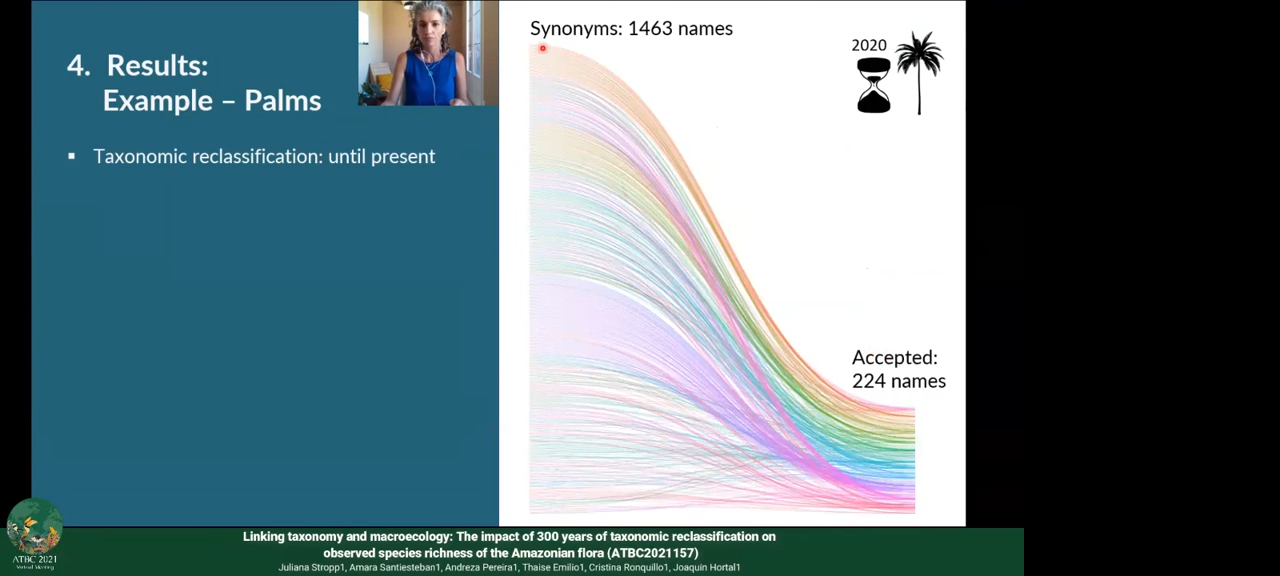 4. Results:
Example – Palms
▪ Taxonomic reclassification: until present
Synonyms: 1463 names
2020
Accepted:
224 names
ATBC 2021
Virtual Meeting
Linking taxonomy and macroecology: The impact of 300 years of taxonomic reclassification on
observed species richness of the Amazonian flora (ATBC2021157)
Juliana Stropp1, Amara Santiesteban1, Andreza Pereira1, Thaise Emilio1, Cristina Ronquillo1, Joaquin Hortal1